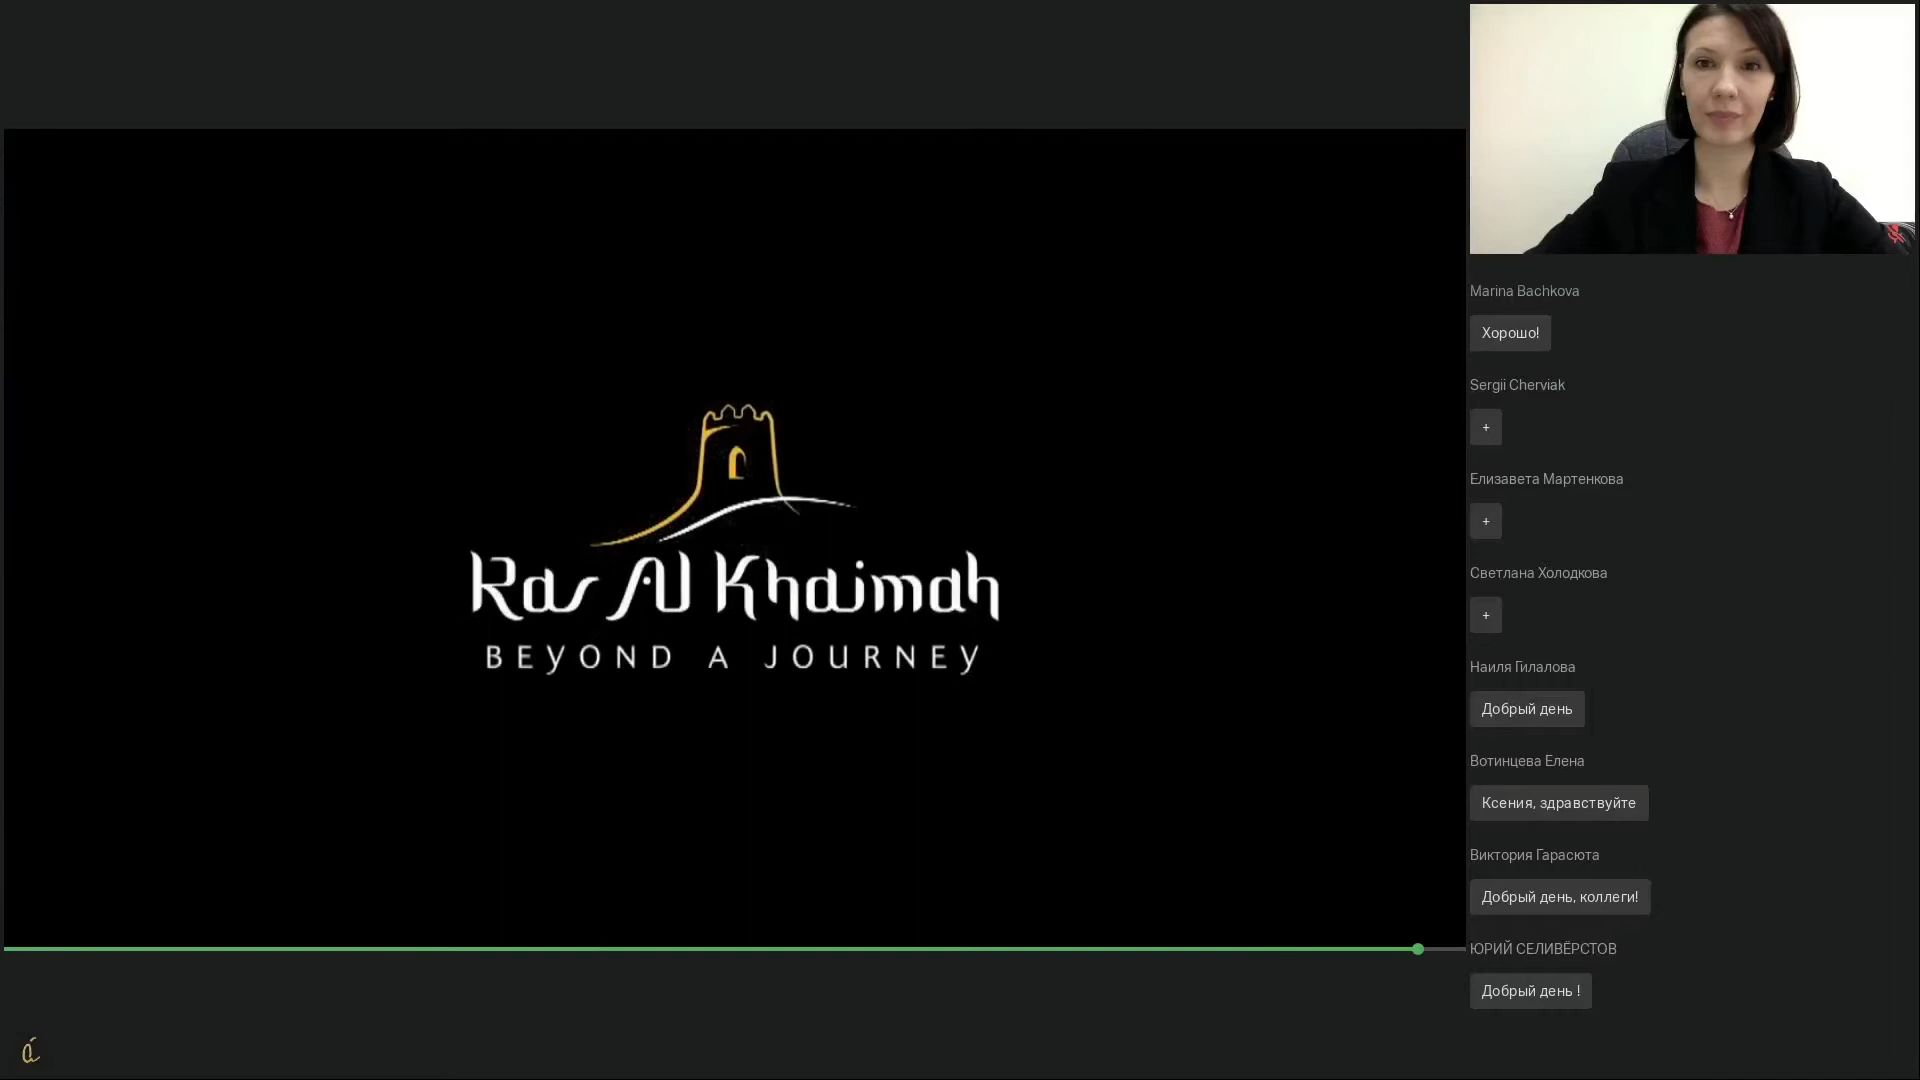 Ras Al Khaimah
BEYOND A JOURNEY
Marina Bachkova
Хорошо!
Sergii Cherviak
+
Елизавета Мартенкова
+
Светлана Холодкова
+
Наиля Гилалова
Добрый день
Вотинцева Елена
Ксения, здравствуйте
Виктория Гарасюта
Добрый день, коллеги!
ЮРИЙ СЕЛИВЁРСТОВ
Добрый день !